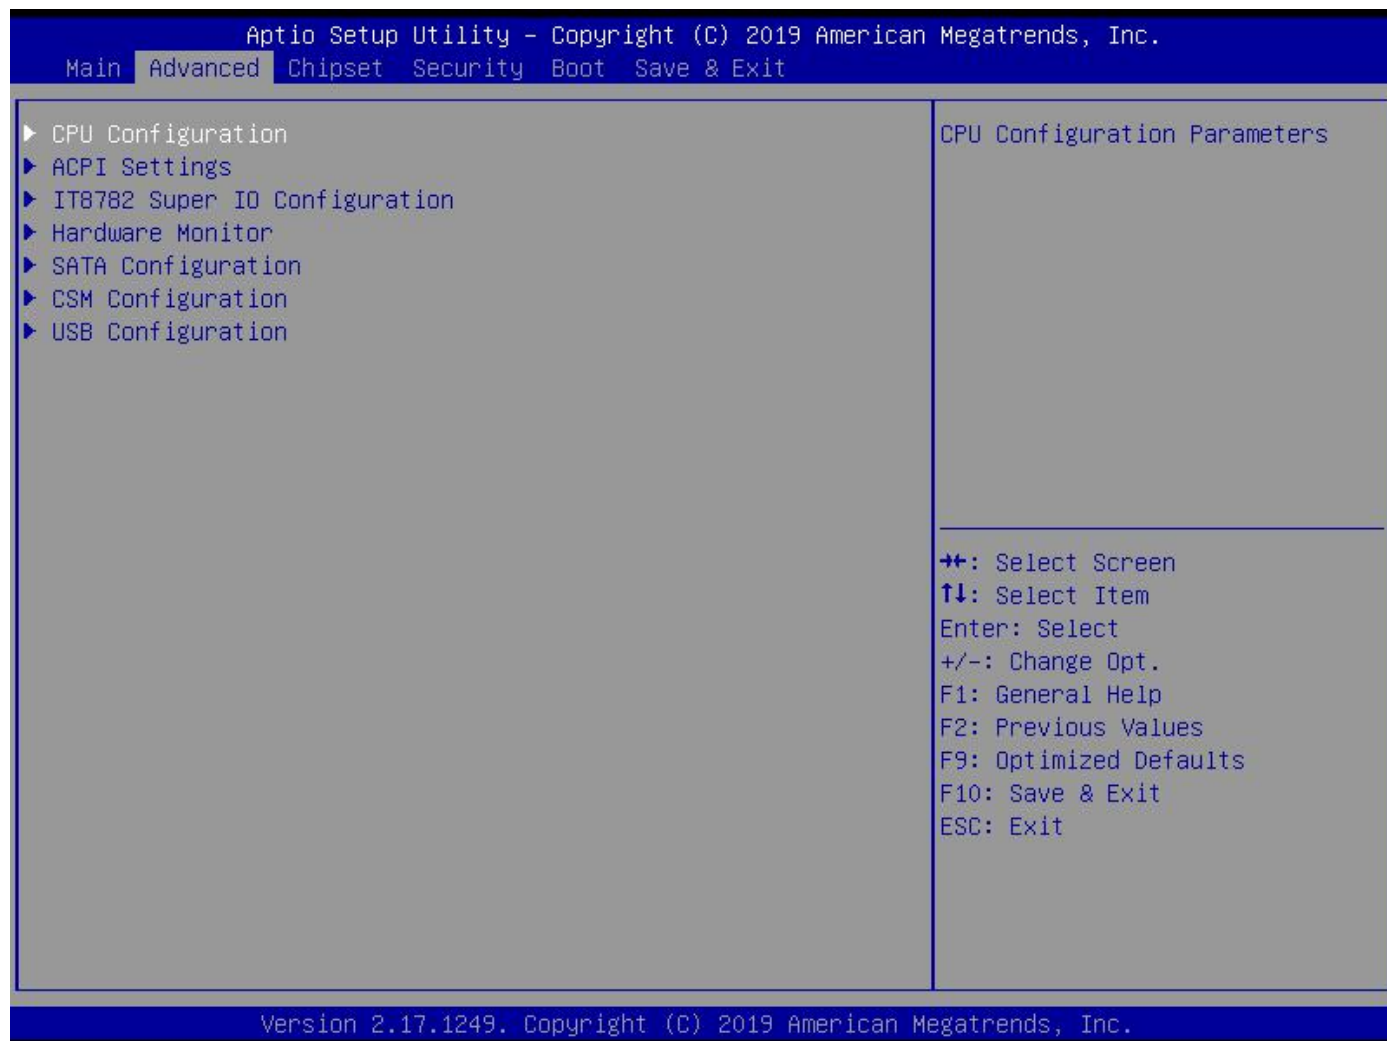 Aptio Setup Utility – Copyright (C) 2019 American Megatrends, Inc.
Main Advanced Chipset Security Boot Save & Exit
CPU Configuration
ACPI Settings
IT8782 Super IO Configuration
Hardware Monitor
SATA Configuration
CSM Configuration
USB Configuration
CPU Configuration Parameters
→←: Select Screen
↑↓: Select Item
Enter: Select
+/-: Change Opt.
F1: General Help
F2: Previous Values
F9: Optimized Defaults
F10: Save & Exit
ESC: Exit
Version 2.17.1249. Copyright (C) 2019 American Megatrends, Inc.